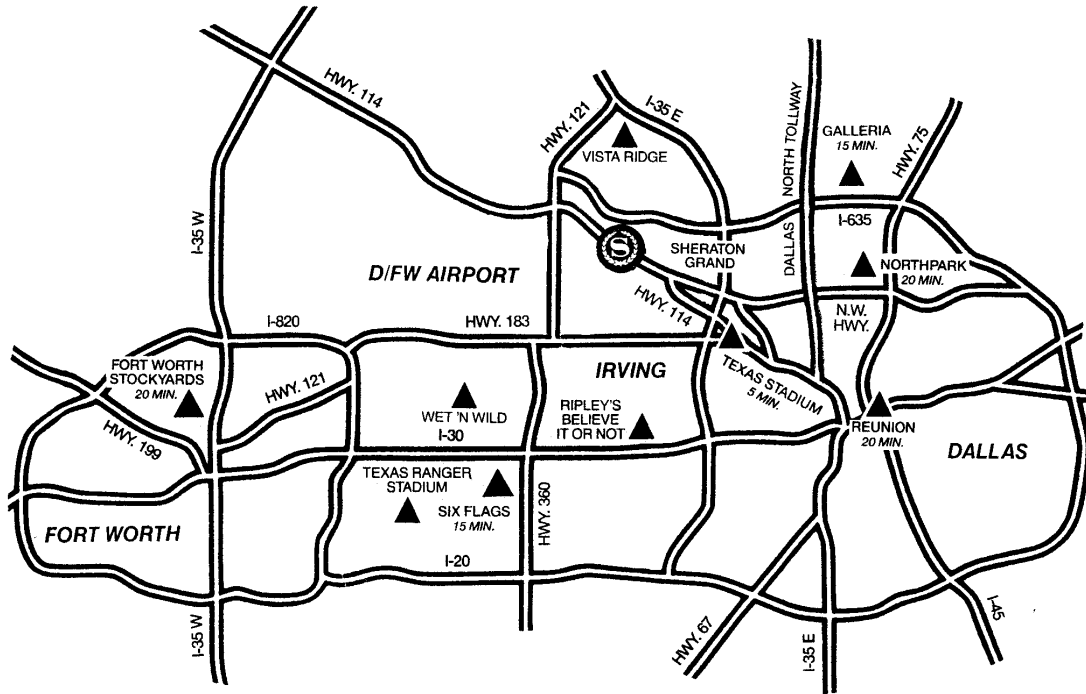 HWY. 114
HWY. 121
I-35 E
VISTA RIDGE
DALLAS NORTH TOLLWAY
GALLERIA
15 MIN.
HWY. 75
I-635
I-35 W
S
SHERATON
GRAND
D/FW AIRPORT
NORTHPARK
20 MIN.
N.W.
HWY.
HWY. 114
I-820
HWY. 183
FORT WORTH
STOCKYARDS
20 MIN.
HWY. 121
IRVING
TEXAS STADIUM
5 MIN.
WET 'N WILD
RIPLEY'S
BELIEVE
IT OR NOT
I-30
HWY. 199
REUNION
20 MIN.
DALLAS
TEXAS RANGER
STADIUM
SIX FLAGS
15 MIN.
HWY. 360
FORT WORTH
I-20
I-35 W
HWY. 67
I-35 E
I-45